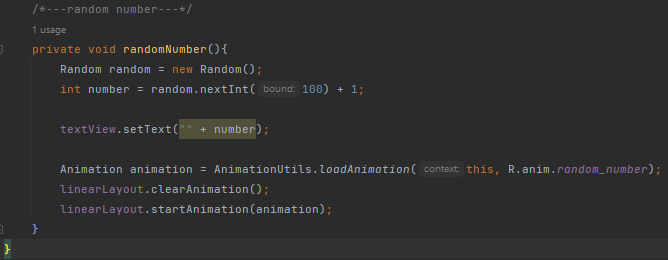 /*---random number---*/
1 usage
private void randomNumber(){
Random random = new Random();
int number = random.nextInt( bound: 100) + 1;
textView.setText("" + number);
Animation animation = AnimationUtils.loadAnimation( context: this, R.anim.random_number);
linearLayout.clearAnimation();
linearLayout.startAnimation(animation);
}
}